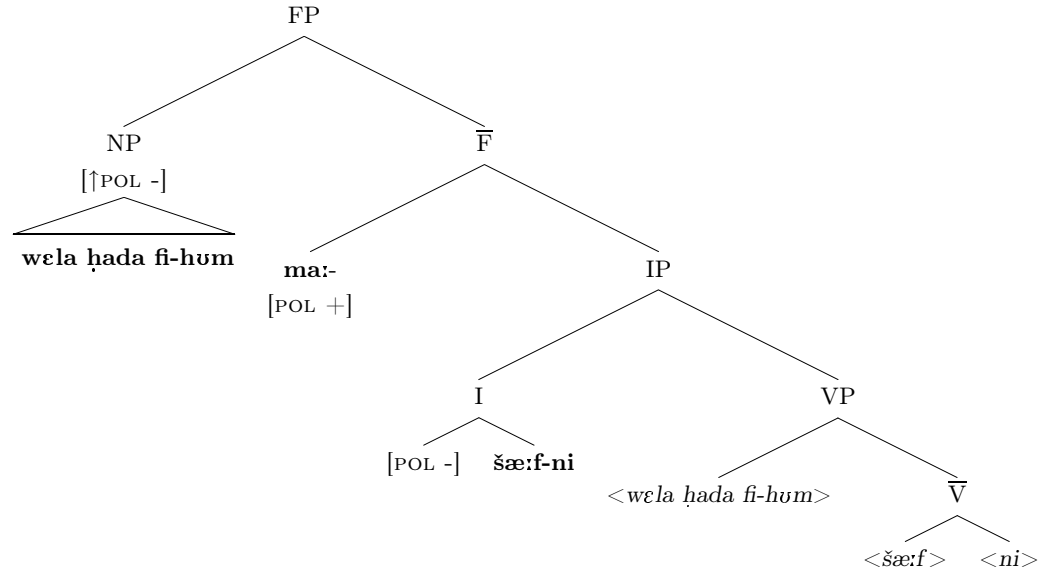 FP
NP F̅
[↑POL -]
wɛla ḥada fi-hʊm maː- IP
[POL +]
I VP
[POL -] šæːf-ni <wɛla ḥada fi-hʊm> V̅
<šæːf> <ni>